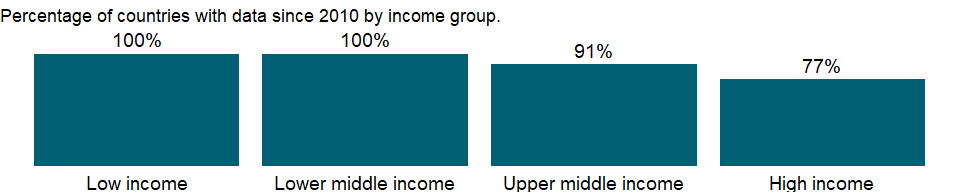 Percentage of countries with data since 2010 by income group.
100% 100% 91% 77%
Low income Lower middle income Upper middle income High income